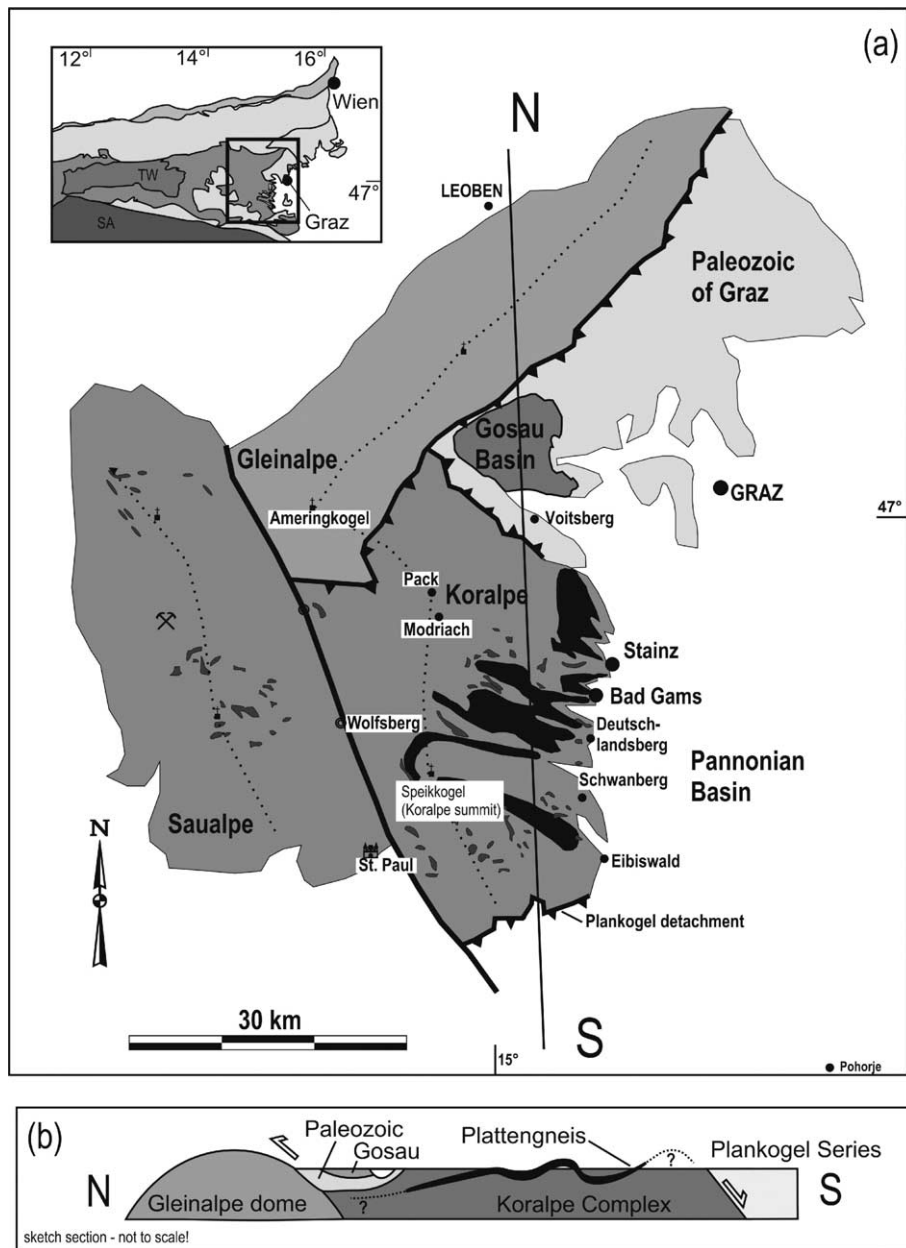 (a)
12°
14°
16°
Wien
TW
47°
SA
Graz
N
LEOBEN
Paleozoic
of Graz
Gosau
Basin
Gleinalpe
GRAZ
47°
Ameringkogel
Voitsberg
Pack
Koralpe
Modriach
Stainz
Bad Gams
Wolfsberg
Deutsch-
landsberg
Pannonian
Basin
Speikkogel
(Koralpe summit)
Schwanberg
N
Saualpe
St. Paul
Eibiswald
Plankogel detachment
30 km
S
15°
Pohorje
(b)
Paleozoic
Gosau
Plattengneis
?
Plankogel Series
N
Gleinalpe dome
?
Koralpe Complex
S
sketch section - not to scale!